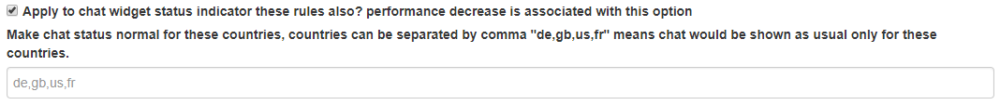 Apply to chat widget status indicator these rules also? performance decrease is associated with this option
Make chat status normal for these countries, countries can be separated by comma "de,gb,us,fr" means chat would be shown as usual only for these
countries.
de,gb,us,fr